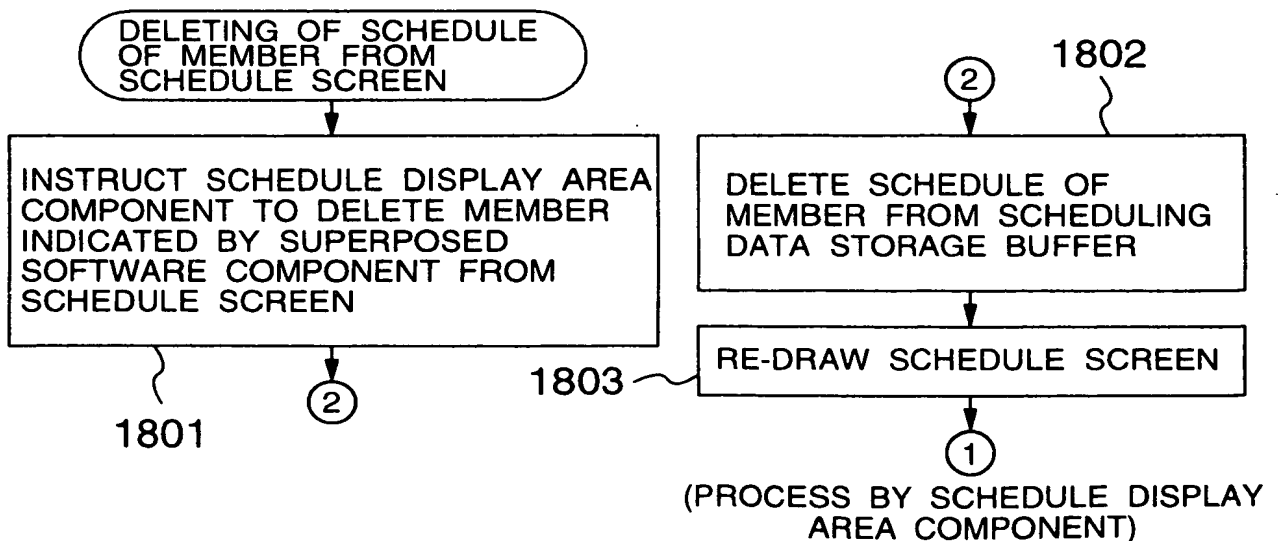 DELETING OF SCHEDULE
OF MEMBER FROM
SCHEDULE SCREEN
INSTRUCT SCHEDULE DISPLAY AREA
COMPONENT TO DELETE MEMBER
INDICATED BY SUPERPOSED
SOFTWARE COMPONENT FROM
SCHEDULE SCREEN
1801
2
2
1802
DELETE SCHEDULE OF
MEMBER FROM SCHEDULING
DATA STORAGE BUFFER
RE-DRAW SCHEDULE SCREEN
1803
1
(PROCESS BY SCHEDULE DISPLAY
AREA COMPONENT)